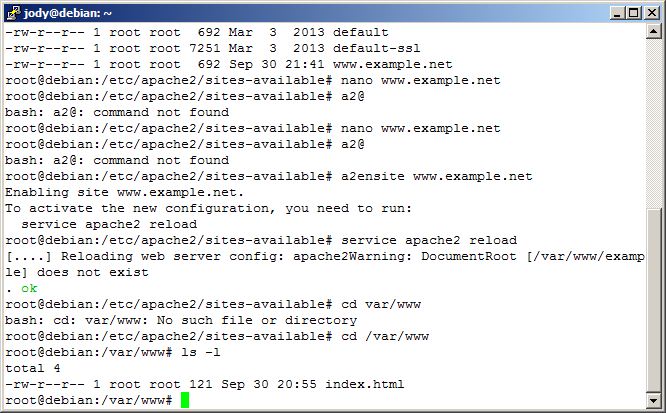 jody@debian: ~
-rw-r--r-- 1 root root  692 Mar  3  2013 default
-rw-r--r-- 1 root root 7251 Mar  3  2013 default-ssl
-rw-r--r-- 1 root root  692 Sep 30 21:41 www.example.net
root@debian:/etc/apache2/sites-available# nano www.example.net
root@debian:/etc/apache2/sites-available# a2@
bash: a2@: command not found
root@debian:/etc/apache2/sites-available# nano www.example.net
root@debian:/etc/apache2/sites-available# a2@
bash: a2@: command not found
root@debian:/etc/apache2/sites-available# a2ensite www.example.net
Enabling site www.example.net.
To activate the new configuration, you need to run:
  service apache2 reload
root@debian:/etc/apache2/sites-available# service apache2 reload
[....] Reloading web server config: apache2Warning: DocumentRoot [/var/www/examp
le] does not exist
. ok
root@debian:/etc/apache2/sites-available# cd var/www
bash: cd: var/www: No such file or directory
root@debian:/etc/apache2/sites-available# cd /var/www
root@debian:/var/www# ls -l
total 4
-rw-r--r-- 1 root root 121 Sep 30 20:55 index.html
root@debian:/var/www#